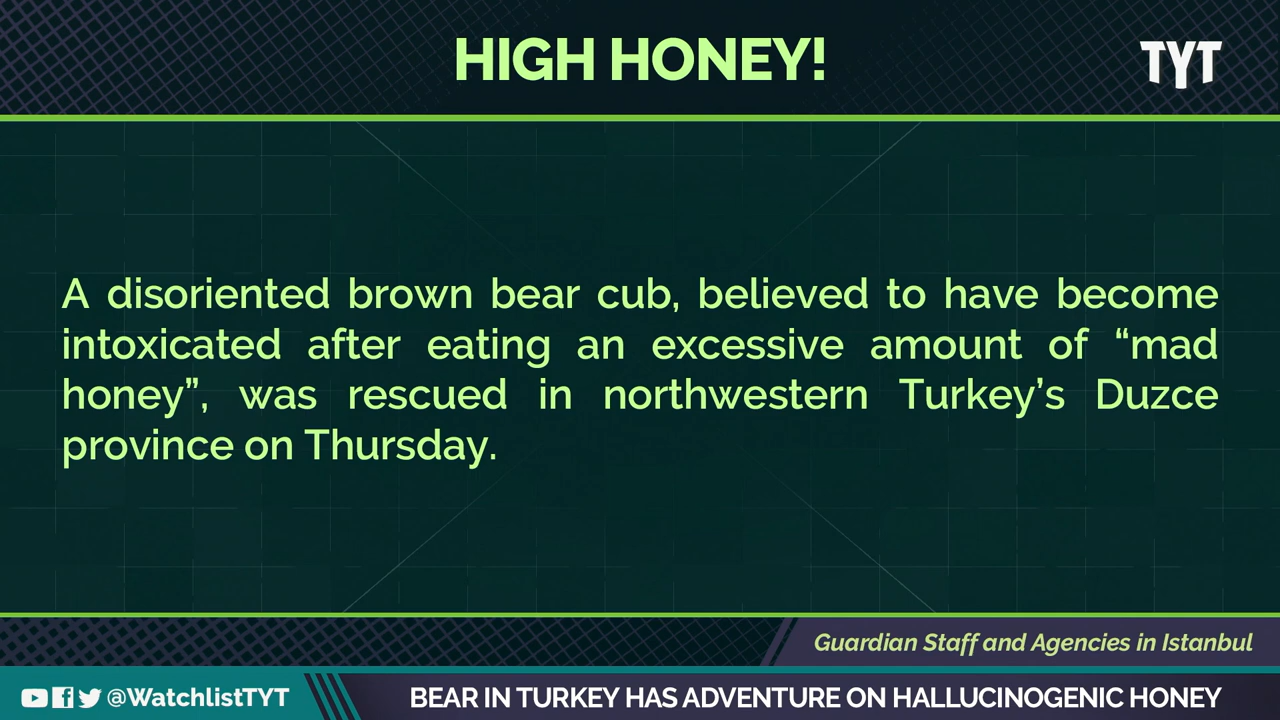 HIGH HONEY!
TYT
A disoriented brown bear cub, believed to have become
intoxicated after eating an excessive amount of “mad
honey”, was rescued in northwestern Turkey’s Duzce
province on Thursday.
Guardian Staff and Agencies in Istanbul
@WatchlistTYT
BEAR IN TURKEY HAS ADVENTURE ON HALLUCINOGENIC HONEY